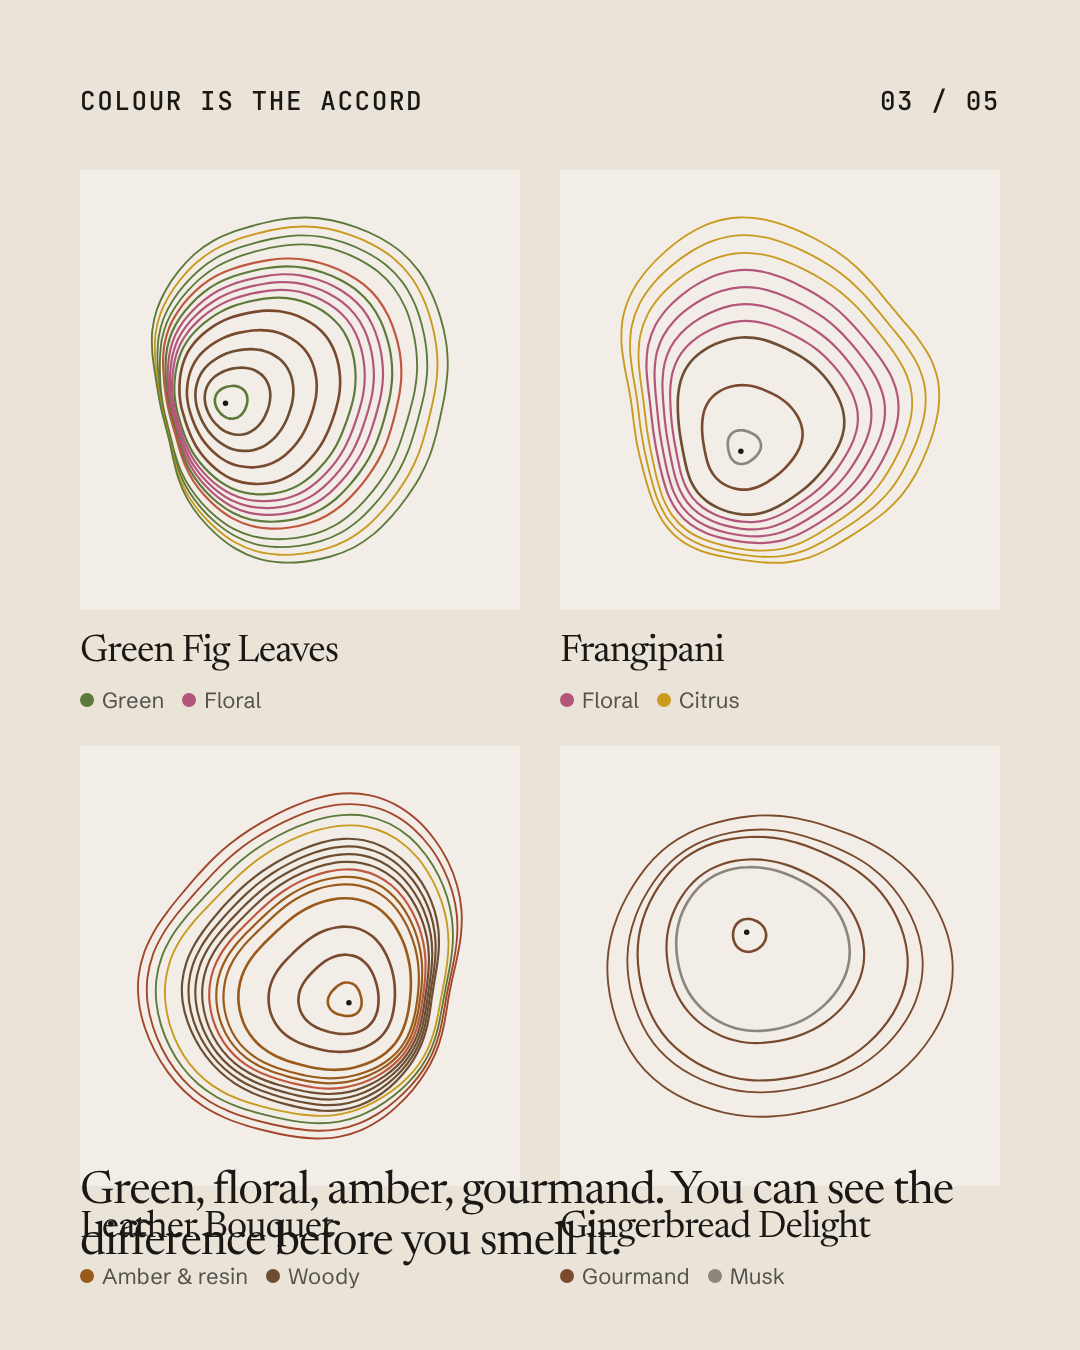 COLOUR IS THE ACCORD
03 / 05
Green Fig Leaves
Frangipani
Green Floral
Floral Citrus
Green, floral, amber, gourmand. You can see the
difference before you smell it.
Leather Bouquet
Gingerbread Delight
Amber & resin Woody
Gourmand Musk